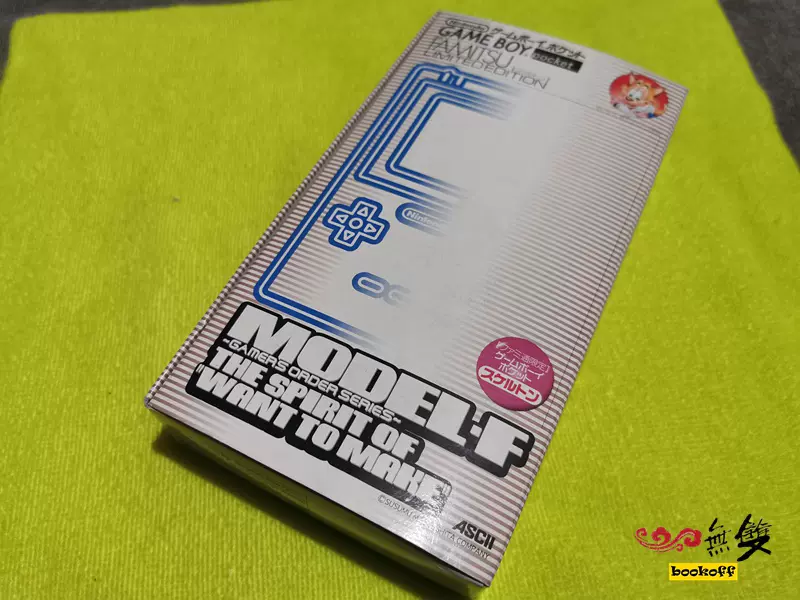 Nintendo ゲームボーイポケット
GAME BOY pocket
FAMITSU
LIMITED EDITION
Nintendo
MODEL-F
-GAMERS ORDER SERIES-
THE SPIRIT OF
"WANT TO MAKE"
ファミ通限定
ゲームボーイ
ポケット
スケルトン
ASCII
COMPANY
無雙
bookoff